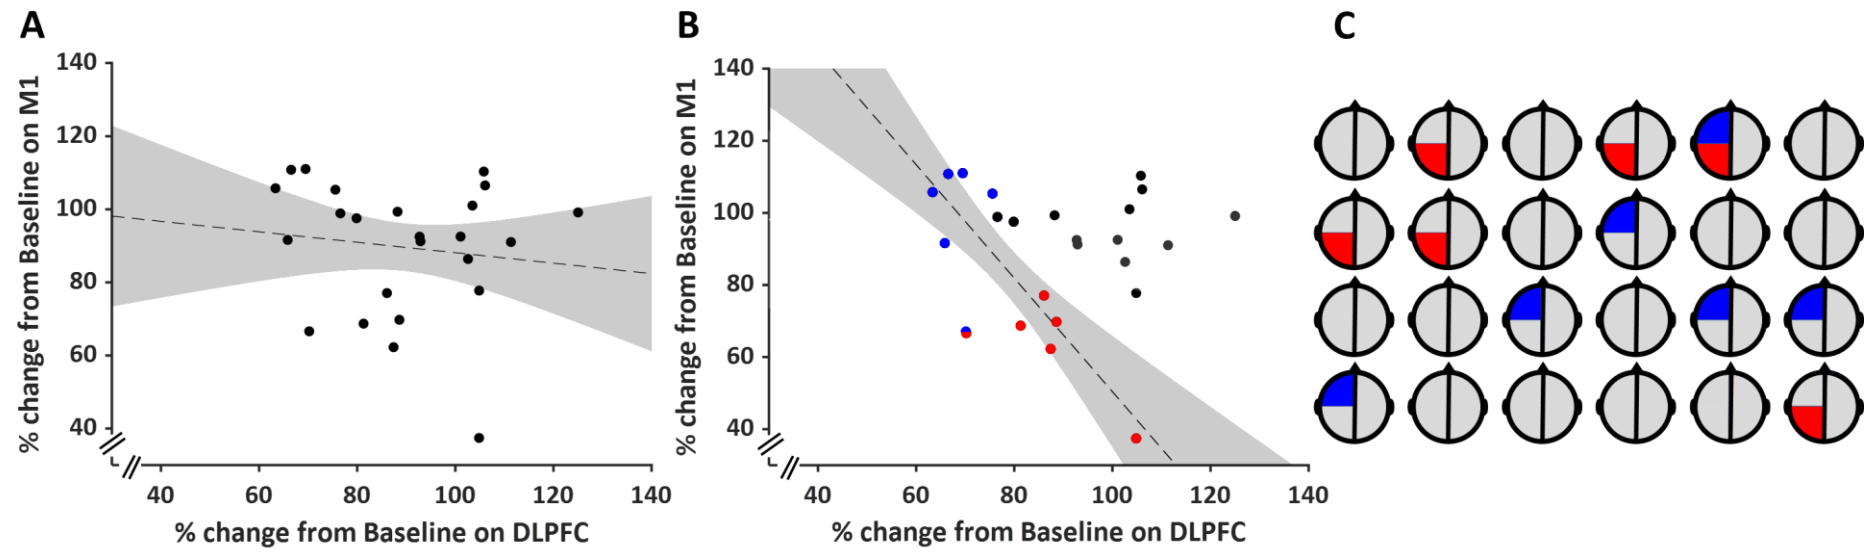 A
% change from Baseline on M1
140
120
100
80
60
40
40 60 80 100 120 140
% change from Baseline on DLPFC
B
% change from Baseline on M1
140
120
100
80
60
40
40 60 80 100 120 140
% change from Baseline on DLPFC
C